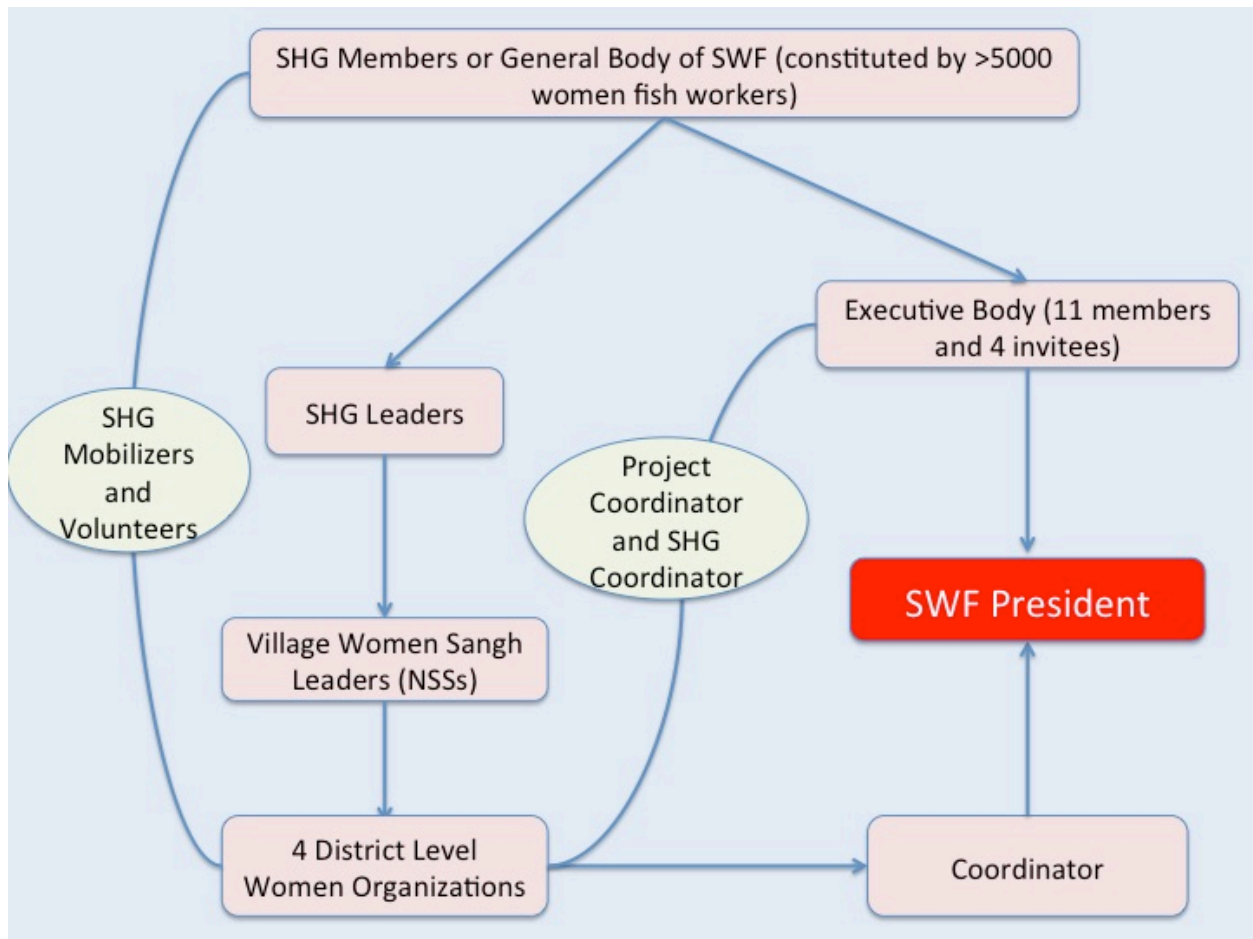 SHG Members or General Body of SWF (constituted by >5000
women fish workers)
Executive Body (11 members
and 4 invitees)
SHG Leaders
SHG
Mobilizers
and
Volunteers
Project
Coordinator
and SHG
Coordinator
SWF President
Village Women Sangh
Leaders (NSSs)
4 District Level
Women Organizations
Coordinator